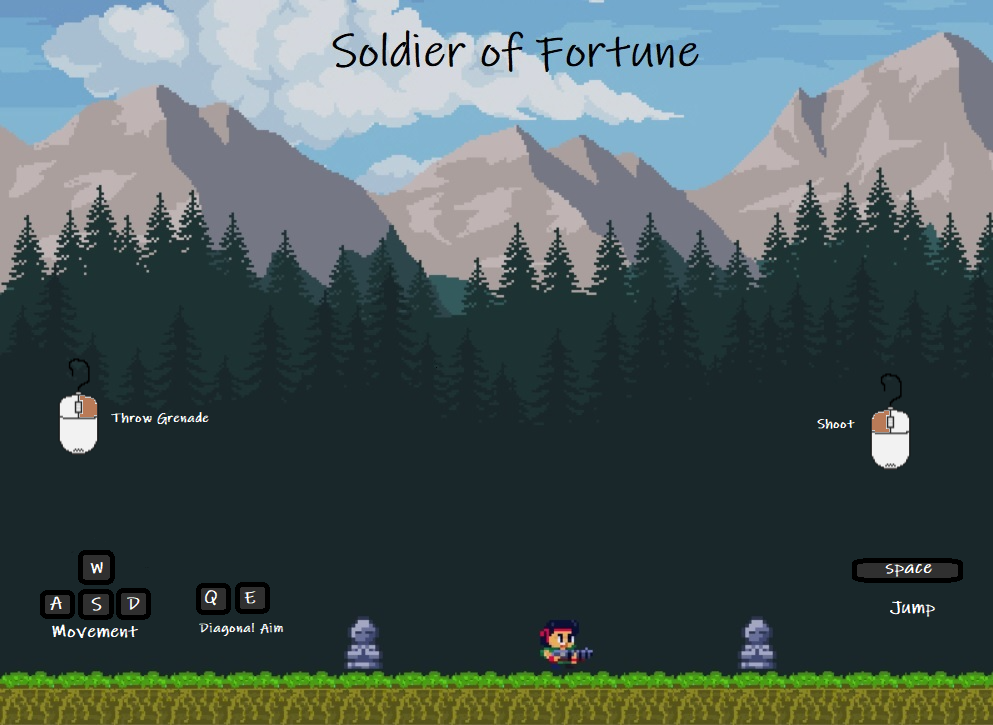 Soldier of Fortune
Throw Grenade
Shoot
W
A S D
Movement
Q E
Diagonal Aim
Space
Jump